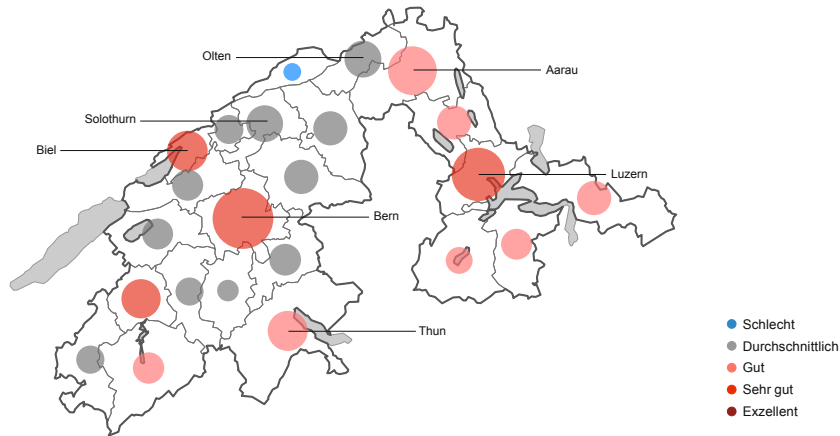 Olten
Aarau
Solothurn
Biel
Luzern
Bern
Thun
Schlecht
Durchschnittlich
Gut
Sehr gut
Exzellent